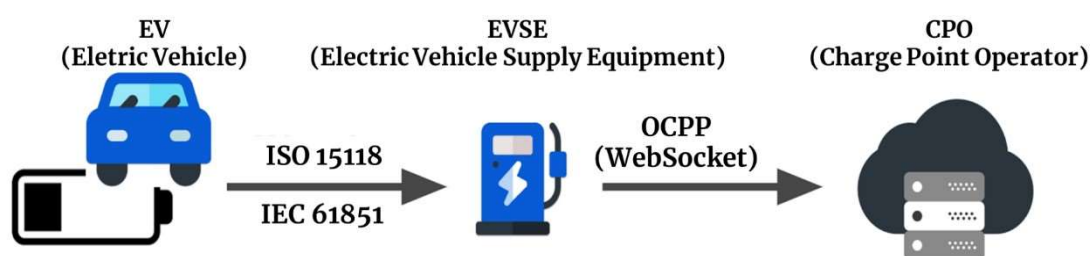 EV
(Eletric Vehicle)
EVSE
(Electric Vehicle Supply Equipment)
CPO
(Charge Point Operator)
ISO 15118
IEC 61851
OCPP
(WebSocket)